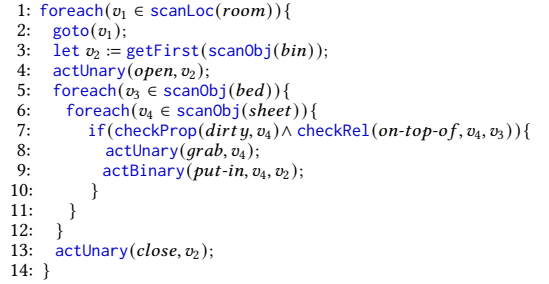 1: foreach(v₁ ∈ scanLoc(room)){
2: goto(v₁);
3: let v₂ := getFirst(scanObj(bin));
4: actUnary(open, v₂);
5: foreach(v₃ ∈ scanObj(bed)){
6: foreach(v₄ ∈ scanObj(sheet)){
7: if(checkProp(dirty, v₄)∧ checkRel(on-top-of, v₄, v₃)){
8: actUnary(grab, v₄);
9: actBinary(put-in, v₄, v₂);
10: }
11: }
12: }
13: actUnary(close, v₂);
14: }